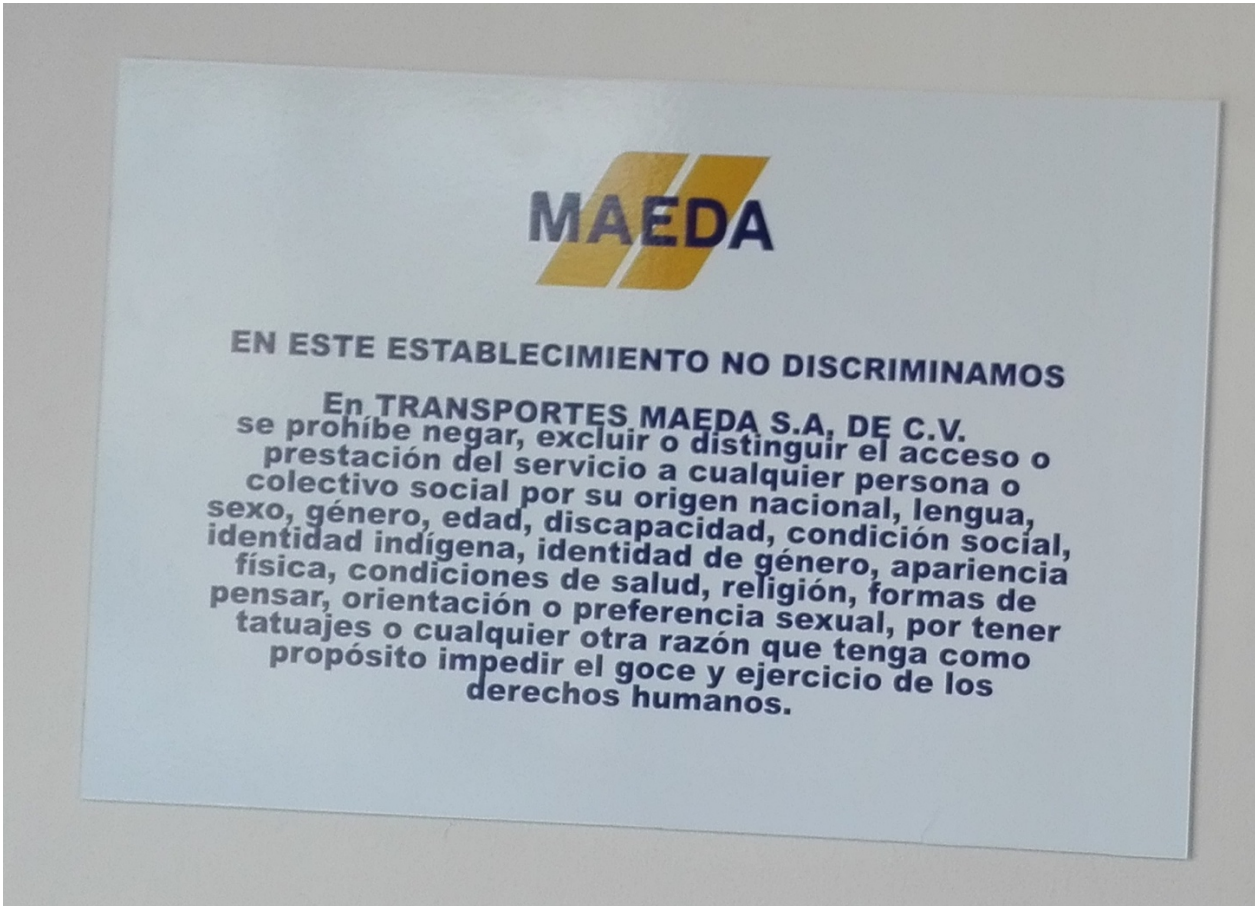 MAEDA
EN ESTE ESTABLECIMIENTO NO DISCRIMINAMOS
En TRANSPORTES MAEDA S.A. DE C.V.
se prohíbe negar, excluir o distinguir el acceso o
prestación del servicio a cualquier persona o
colectivo social por su origen nacional, lengua,
sexo, género, edad, discapacidad, condición social,
identidad indígena, identidad de género, apariencia
física, condiciones de salud, religión, formas de
pensar, orientación o preferencia sexual, por tener
tatuajes o cualquier otra razón que tenga como
propósito impedir el goce y ejercicio de los
derechos humanos.